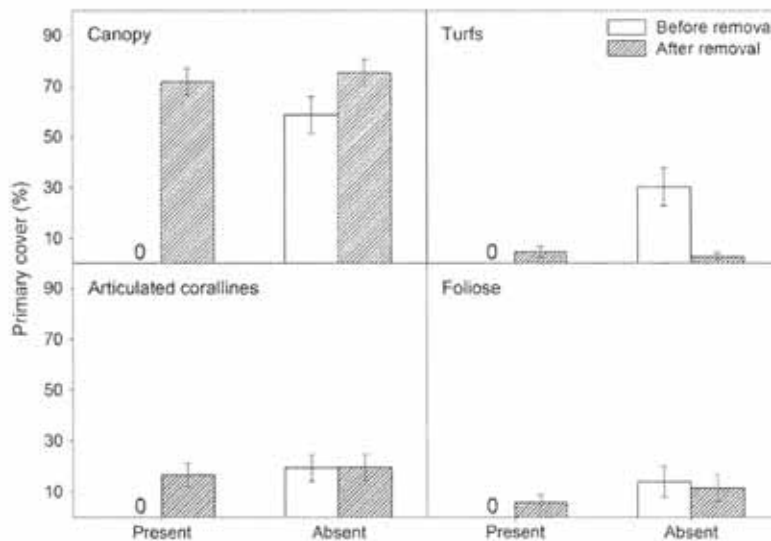 Canopy
Turfs
Before removal
After removal
Primary cover (%)
90
70
50
30
10
0
0
Articulated corallines
Foliose
90
70
50
30
10
0
0
Present
Absent
Present
Absent